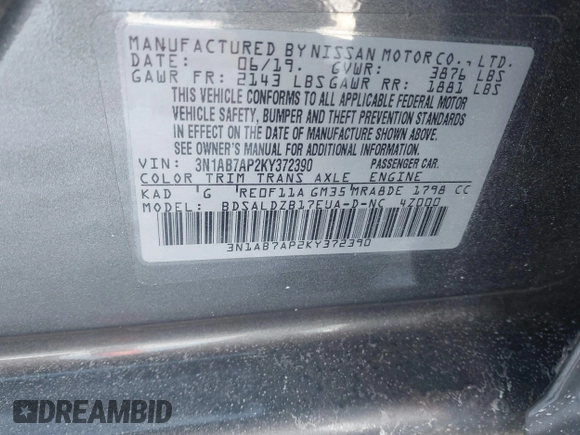 MANUFACTURED BY NISSAN MOTOR CO., LTD.
DATE: 06/19. GVWR: 3876 LBS
GAWR FR: 2143 LBS GAWR RR: 1881 LBS
THIS VEHICLE CONFORMS TO ALL APPLICABLE FEDERAL MOTOR
VEHICLE SAFETY, BUMPER AND THEFT PREVENTION STANDARDS
IN EFFECT ON THE DATE OF MANUFACTURE SHOWN ABOVE.
SEE OWNER'S MANUAL FOR ADDITIONAL INFORMATION.
VIN: 3N1AB7AP2KY372390 PASSENGER CAR.
COLOR TRIM TRANS AXLE ENGINE
KAD G RE0F11A GM35 MRA8DE 1798 CC
MODEL: BDSALDZB17EUA-D-NC 4Z000
3N1AB7AP2KY372390
DREAMBID